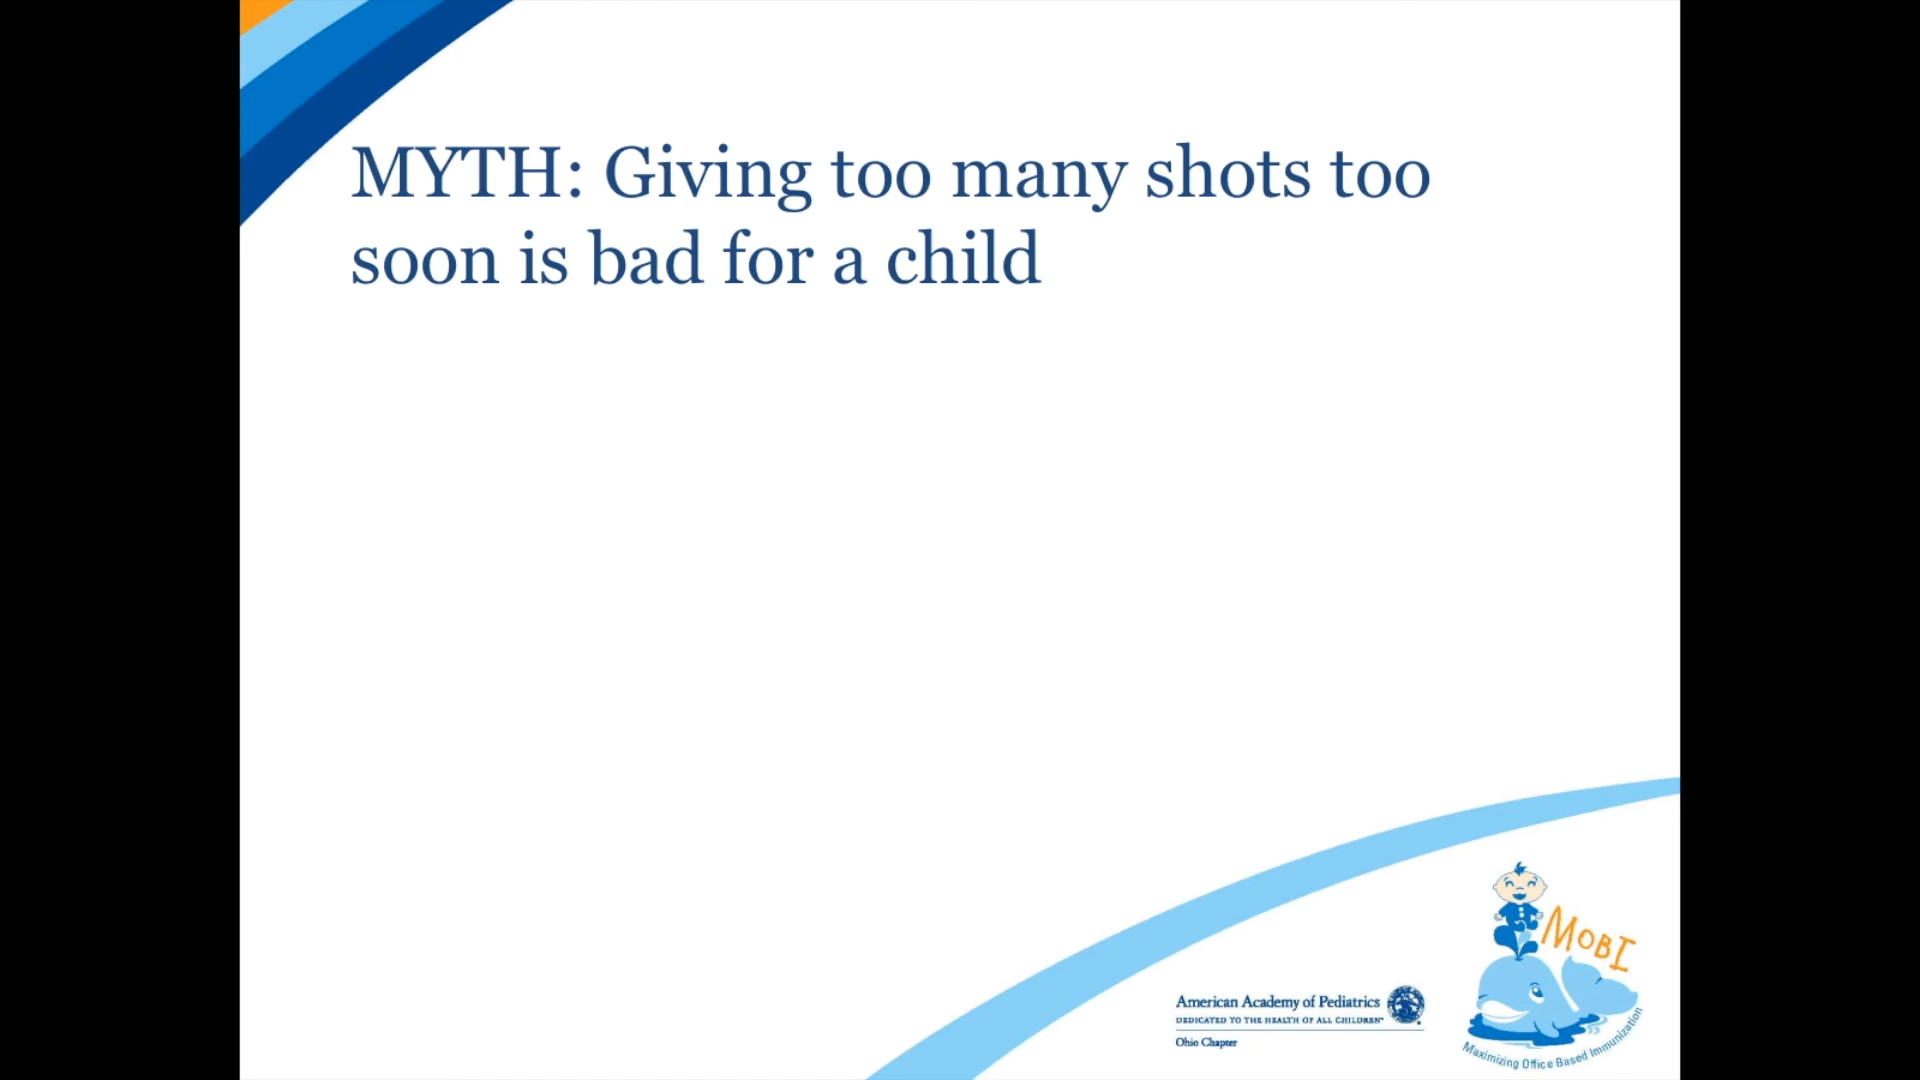 MYTH: Giving too many shots too
soon is bad for a child
MOBI
American Academy of Pediatrics
DEDICATED TO THE HEALTH OF ALL CHILDREN™
Ohio Chapter
Maximizing Office Based Immunization